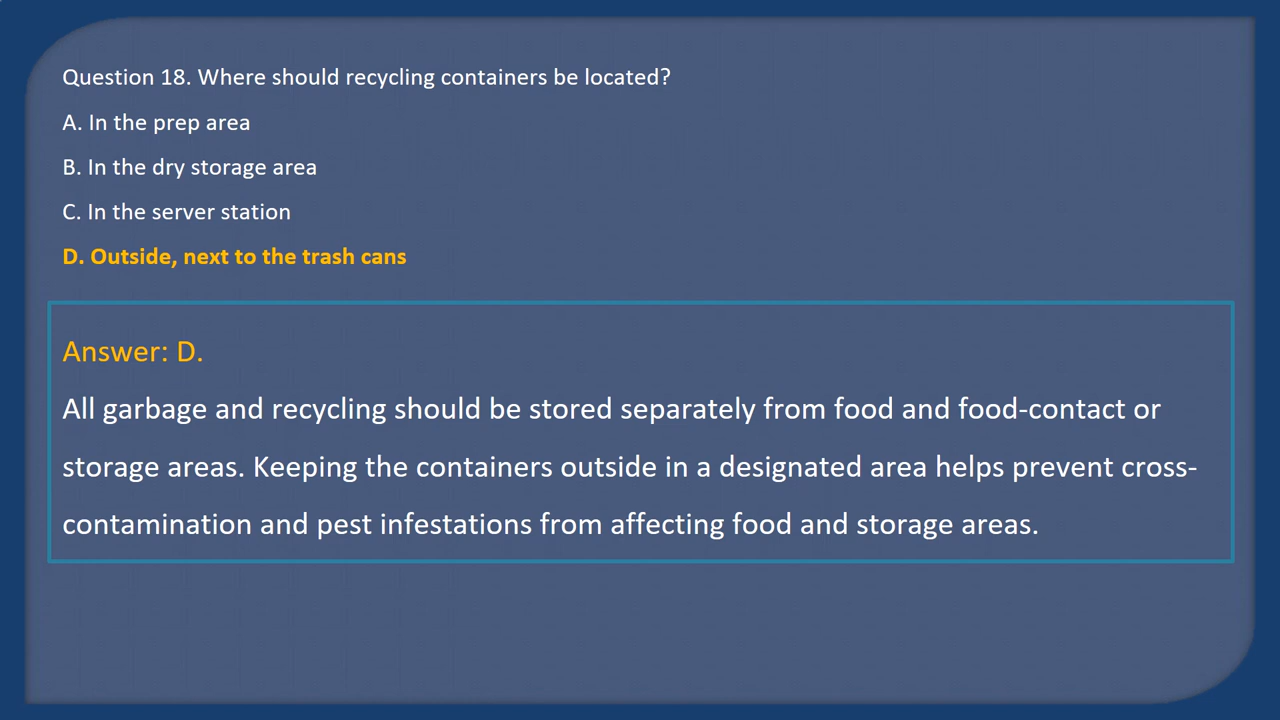 Question 18. Where should recycling containers be located?
A. In the prep area
B. In the dry storage area
C. In the server station
D. Outside, next to the trash cans
Answer: D.
All garbage and recycling should be stored separately from food and food-contact or
storage areas. Keeping the containers outside in a designated area helps prevent cross-
contamination and pest infestations from affecting food and storage areas.